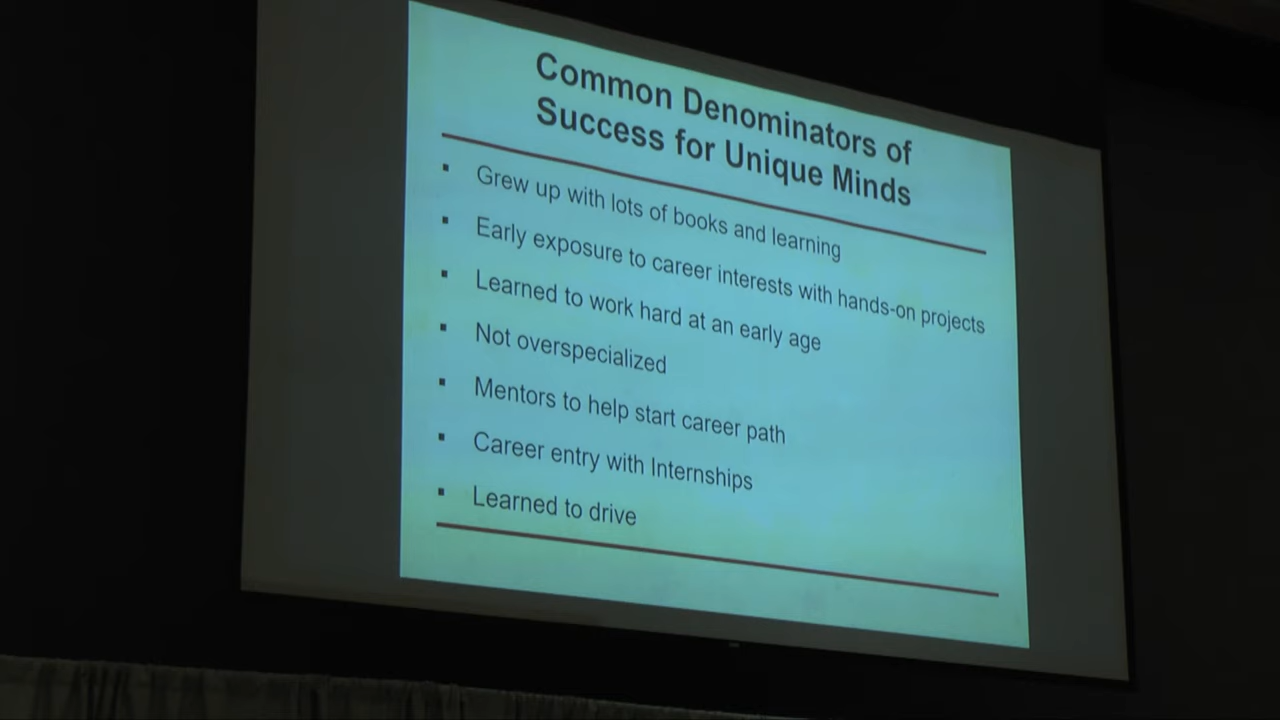 Common Denominators of
Success for Unique Minds
▪ Grew up with lots of books and learning
▪ Early exposure to career interests with hands-on projects
▪ Learned to work hard at an early age
▪ Not overspecialized
▪ Mentors to help start career path
▪ Career entry with Internships
▪ Learned to drive